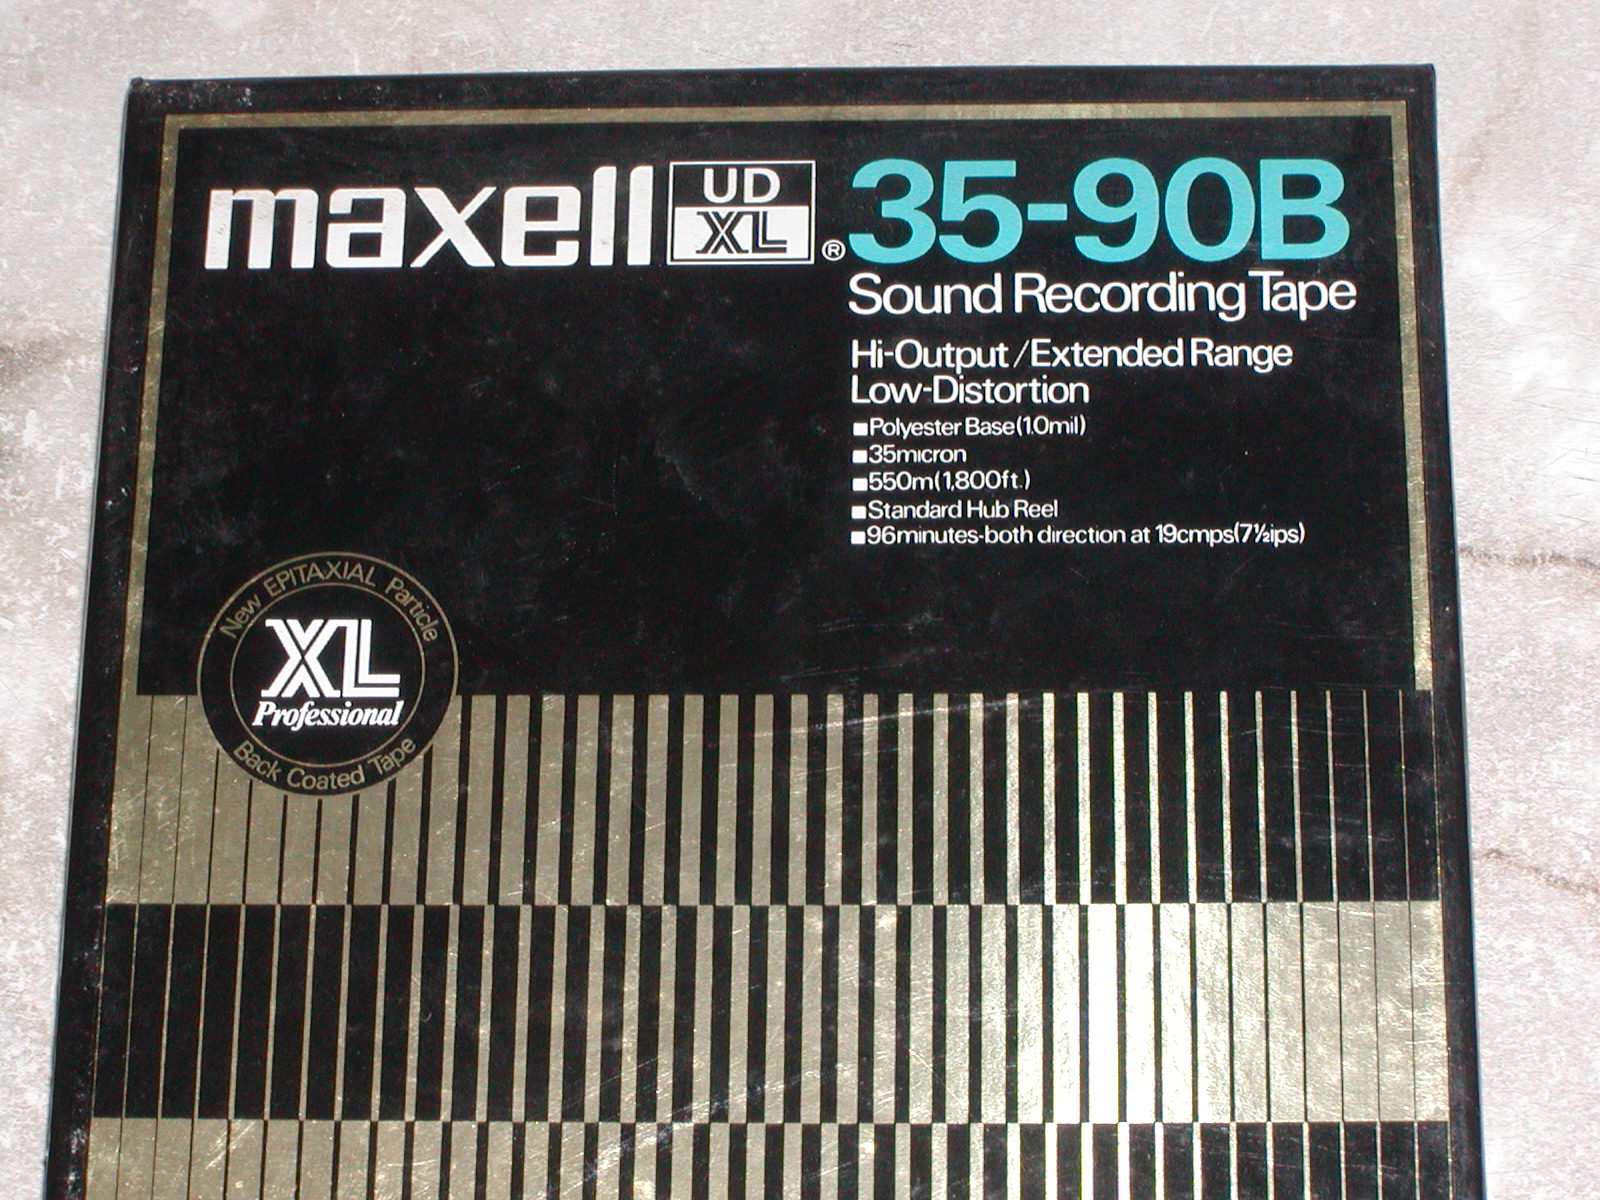 maxell UD XL ® 35-90B
Sound Recording Tape
Hi-Output/Extended Range
Low-Distortion
■Polyester Base(1.0mil)
■35micron
■550m(1,800ft.)
■Standard Hub Reel
■96minutes-both direction at 19cmps(7½ips)
New EPITAXIAL Particle
XL
Professional
Back Coated Tape